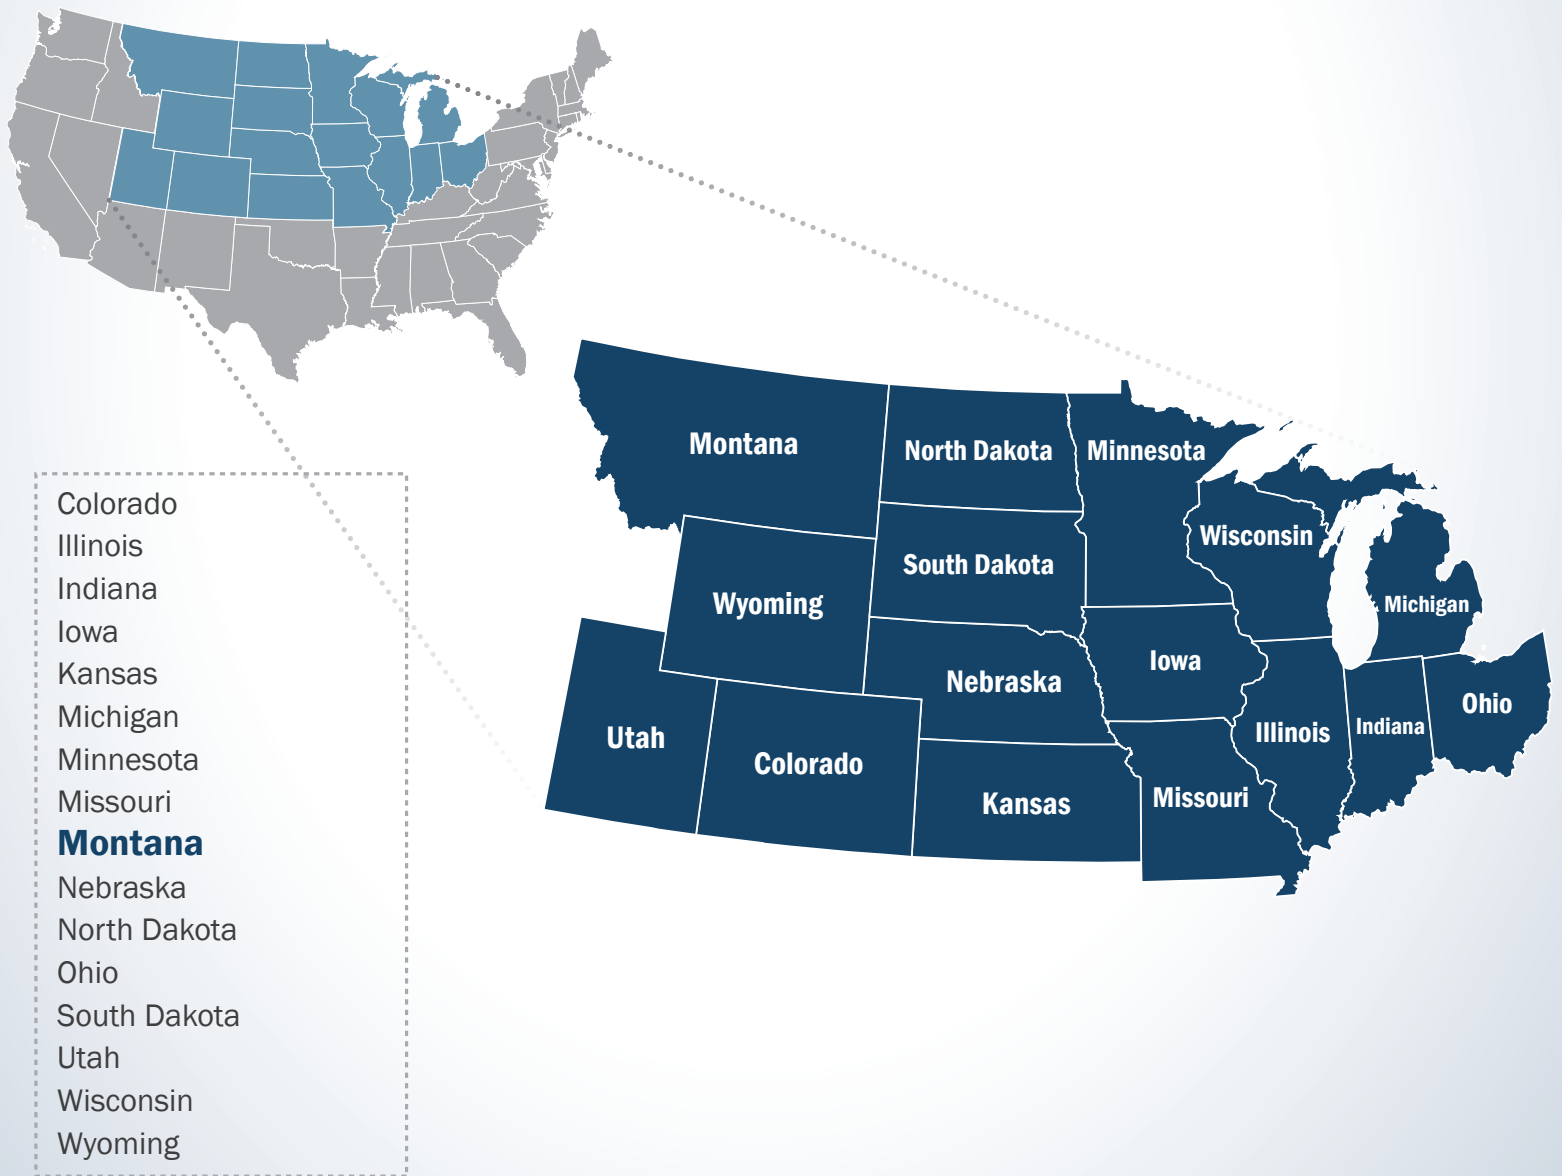 Montana
North Dakota
Minnesota
Wisconsin
South Dakota
Wyoming
Michigan
Iowa
Nebraska
Ohio
Utah
Illinois
Indiana
Colorado
Kansas
Missouri
Colorado
Illinois
Indiana
Iowa
Kansas
Michigan
Minnesota
Missouri
Montana
Nebraska
North Dakota
Ohio
South Dakota
Utah
Wisconsin
Wyoming